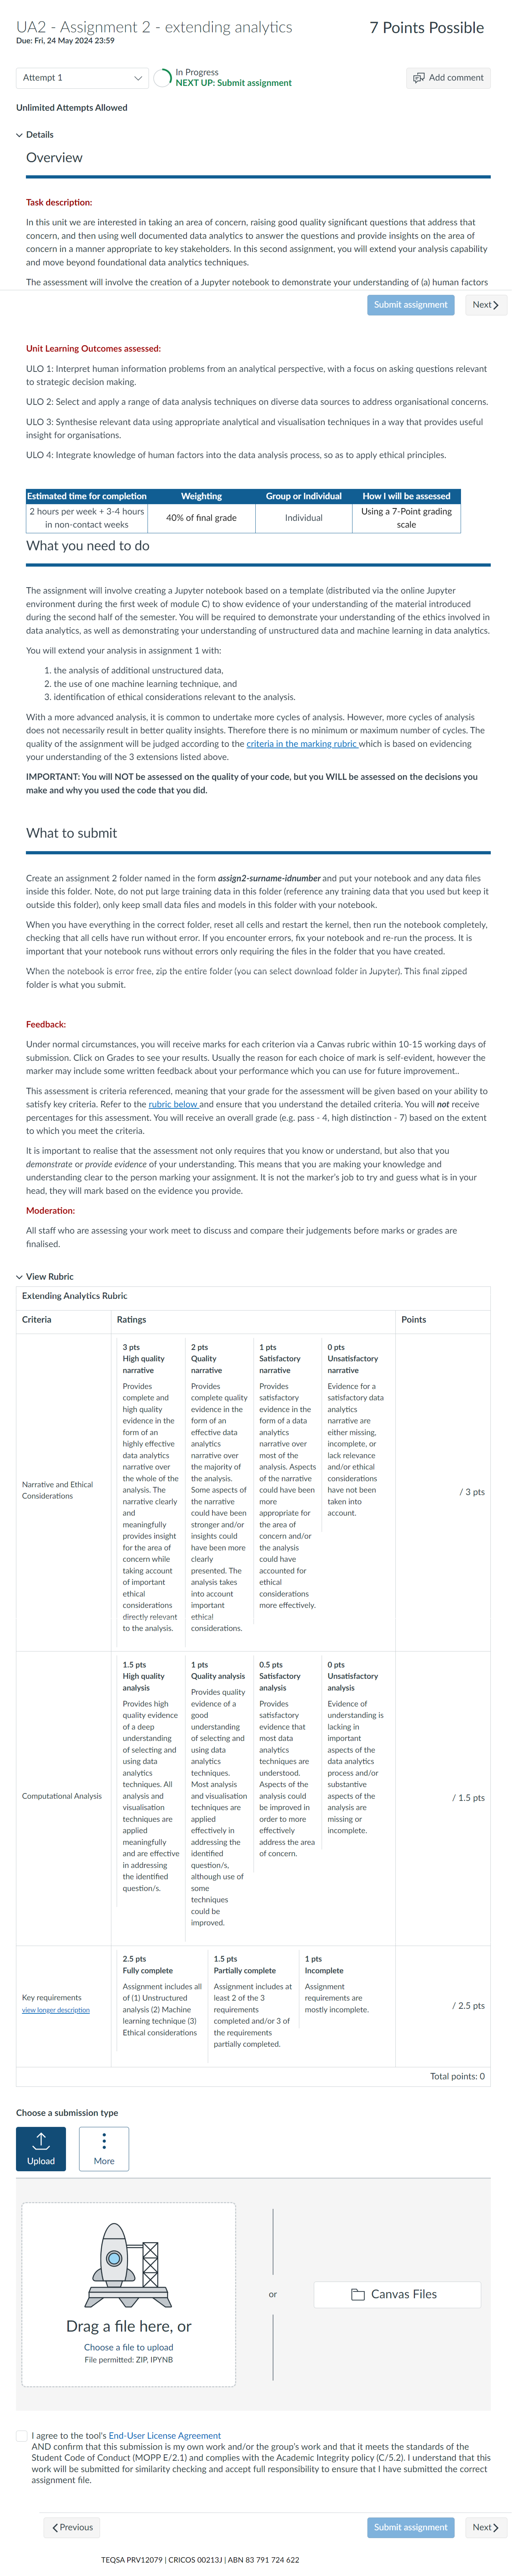 UA2 - Assignment 2 - extending analytics
7 Points Possible
Due: Fri, 24 May 2024 23:59
Attempt 1
In Progress
NEXT UP: Submit assignment
Add comment
Unlimited Attempts Allowed
Details
Overview
Task description:
In this unit we are interested in taking an area of concern, raising good quality significant questions that address that
concern, and then using well documented data analytics to answer the questions and provide insights on the area of
concern in a manner appropriate to key stakeholders. In this second assignment, you will extend your analysis capability
and move beyond foundational data analytics techniques.
The assessment will involve the creation of a Jupyter notebook to demonstrate your understanding of (a) human factors
Submit assignment
Next
Unit Learning Outcomes assessed:
ULO 1: Interpret human information problems from an analytical perspective, with a focus on asking questions relevant
to strategic decision making.
ULO 2: Select and apply a range of data analysis techniques on diverse data sources to address organisational concerns.
ULO 3: Synthesise relevant data using appropriate analytical and visualisation techniques in a way that provides useful
insight for organisations.
ULO 4: Integrate knowledge of human factors into the data analysis process, so as to apply ethical principles.
Estimated time for completion
Weighting
Group or Individual
How I will be assessed
2 hours per week + 3-4 hours
in non-contact weeks
40% of final grade
Individual
Using a 7-Point grading
scale
What you need to do
The assignment will involve creating a Jupyter notebook based on a template (distributed via the online Jupyter
environment during the first week of module C) to show evidence of your understanding of the material introduced
during the second half of the semester. You will be required to demonstrate your understanding of the ethics involved in
data analytics, as well as demonstrating your understanding of unstructured data and machine learning in data analytics.
You will extend your analysis in assignment 1 with:
1. the analysis of additional unstructured data,
2. the use of one machine learning technique, and
3. identification of ethical considerations relevant to the analysis.
With a more advanced analysis, it is common to undertake more cycles of analysis. However, more cycles of analysis
does not necessarily result in better quality insights. Therefore there is no minimum or maximum number of cycles. The
quality of the assignment will be judged according to the criteria in the marking rubric which is based on evidencing
your understanding of the 3 extensions listed above.
IMPORTANT: You will NOT be assessed on the quality of your code, but you WILL be assessed on the decisions you
make and why you used the code that you did.
What to submit
Create an assignment 2 folder named in the form assign2-surname-idnumber and put your notebook and any data files
inside this folder. Note, do not put large training data in this folder (reference any training data that you used but keep it
outside this folder), only keep small data files and models in this folder with your notebook.
When you have everything in the correct folder, reset all cells and restart the kernel, then run the notebook completely,
checking that all cells have run without error. If you encounter errors, fix your notebook and re-run the process. It is
important that your notebook runs without errors only requiring the files in the folder that you have created.
When the notebook is error free, zip the entire folder (you can select download folder in Jupyter). This final zipped
folder is what you submit.
Feedback:
Under normal circumstances, you will receive marks for each criterion via a Canvas rubric within 10-15 working days of
submission. Click on Grades to see your results. Usually the reason for each choice of mark is self-evident, however the
marker may include some written feedback about your performance which you can use for future improvement..
This assessment is criteria referenced, meaning that your grade for the assessment will be given based on your ability to
satisfy key criteria. Refer to the rubric below and ensure that you understand the detailed criteria. You will not receive
percentages for this assessment. You will receive an overall grade (e.g. pass - 4, high distinction - 7) based on the extent
to which you meet the criteria.
It is important to realise that the assessment not only requires that you know or understand, but also that you
demonstrate or provide evidence of your understanding. This means that you are making your knowledge and
understanding clear to the person marking your assignment. It is not the marker's job to try and guess what is in your
head, they will mark based on the evidence you provide.
Moderation:
All staff who are assessing your work meet to discuss and compare their judgements before marks or grades are
finalised.
View Rubric
Extending Analytics Rubric
Criteria
Ratings
Points
Narrative and Ethical
Considerations
3 pts
High quality
narrative
Provides
complete and
high quality
evidence in the
form of an
highly effective
data analytics
narrative over
the whole of the
analysis. The
narrative clearly
and
meaningfully
provides insight
for the area of
concern while
taking account
of important
ethical
considerations
directly relevant
to the analysis.
2 pts
Quality
narrative
Provides
complete quality
evidence in the
form of an
effective data
analytics
narrative over
the majority of
the analysis.
Some aspects of
the narrative
could have been
stronger and/or
insights could
have been more
clearly
presented. The
analysis takes
into account
important
ethical
considerations.
1 pts
Satisfactory
narrative
Provides
satisfactory
evidence in the
form of a data
analytics
narrative over
most of the
analysis. Aspects
of the narrative
could have been
more
appropriate for
the area of
concern and/or
the analysis
could have
accounted for
ethical
considerations
more effectively.
0 pts
Unsatisfactory
narrative
Evidence for a
satisfactory data
analytics
narrative are
either missing,
incomplete, or
lack relevance
and/or ethical
considerations
have not been
taken into
account.
/ 3 pts
Computational Analysis
1.5 pts
High quality
analysis
Provides high
quality evidence
of a deep
understanding
of selecting and
using data
analytics
techniques. All
analysis and
visualisation
techniques are
applied
meaningfully
and are effective
in addressing
the identified
question/s.
1 pts
Quality analysis
Provides quality
evidence of a
good
understanding
of selecting and
using data
analytics
techniques.
Most analysis
and visualisation
techniques are
applied
effectively in
addressing the
identified
question/s,
although use of
some
techniques
could be
improved.
0.5 pts
Satisfactory
analysis
Provides
satisfactory
evidence that
most data
analytics
techniques are
understood.
Aspects of the
analysis could
be improved in
order to more
effectively
address the area
of concern.
0 pts
Unsatisfactory
analysis
Evidence of
understanding is
lacking in
important
aspects of the
data analytics
process and/or
substantive
aspects of the
analysis are
missing or
incomplete.
/ 1.5 pts
Key requirements
view longer description
2.5 pts
Fully complete
Assignment includes all
of (1) Unstructured
analysis (2) Machine
learning technique (3)
Ethical considerations
1.5 pts
Partially complete
Assignment includes at
least 2 of the 3
requirements
completed and/or 3 of
the requirements
partially completed.
1 pts
Incomplete
Assignment
requirements are
mostly incomplete.
/ 2.5 pts
Total points: 0
Choose a submission type
Upload
More
Drag a file here, or
Choose a file to upload
File permitted: ZIP, IPYNB
or
Canvas Files
I agree to the tool's End-User License Agreement
AND confirm that this submission is my own work and/or the group's work and that it meets the standards of the
Student Code of Conduct (MOPP E/2.1) and complies with the Academic Integrity policy (C/5.2). I understand that this
work will be submitted for similarity checking and accept full responsibility to ensure that I have submitted the correct
assignment file.
Previous
Submit assignment
Next
TEQSA PRV12079 | CRICOS 00213J | ABN 83 791 724 622